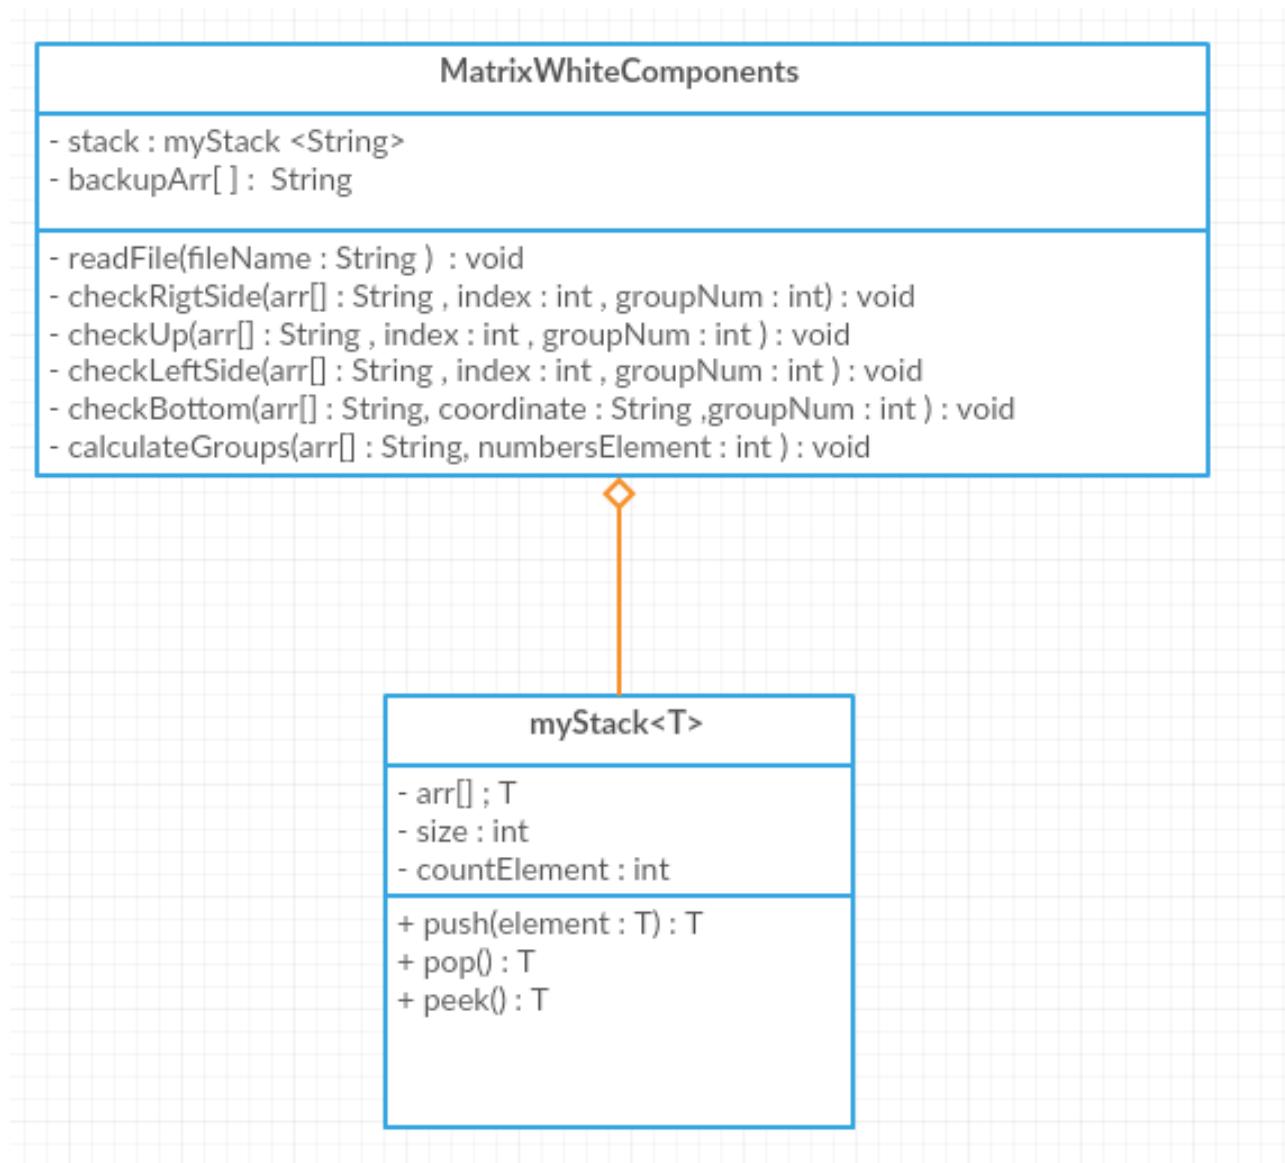 MatrixWhiteComponents
- stack : myStack <String>
- backupArr[ ] :  String
- readFile(fileName : String )  : void
- checkRigtSide(arr[] : String , index : int , groupNum : int) : void
- checkUp(arr[] : String , index : int , groupNum : int ) : void
- checkLeftSide(arr[] : String , index : int , groupNum : int ) : void
- checkBottom(arr[] : String, coordinate : String ,groupNum : int ) : void
- calculateGroups(arr[] : String, numbersElement : int ) : void
myStack<T>
- arr[] ; T
- size : int
- countElement : int
+ push(element : T) : T
+ pop() : T
+ peek() : T